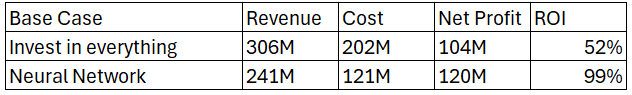 Base Case Revenue Cost Net Profit ROI
Invest in everything 306M 202M 104M 52%
Neural Network 241M 121M 120M 99%